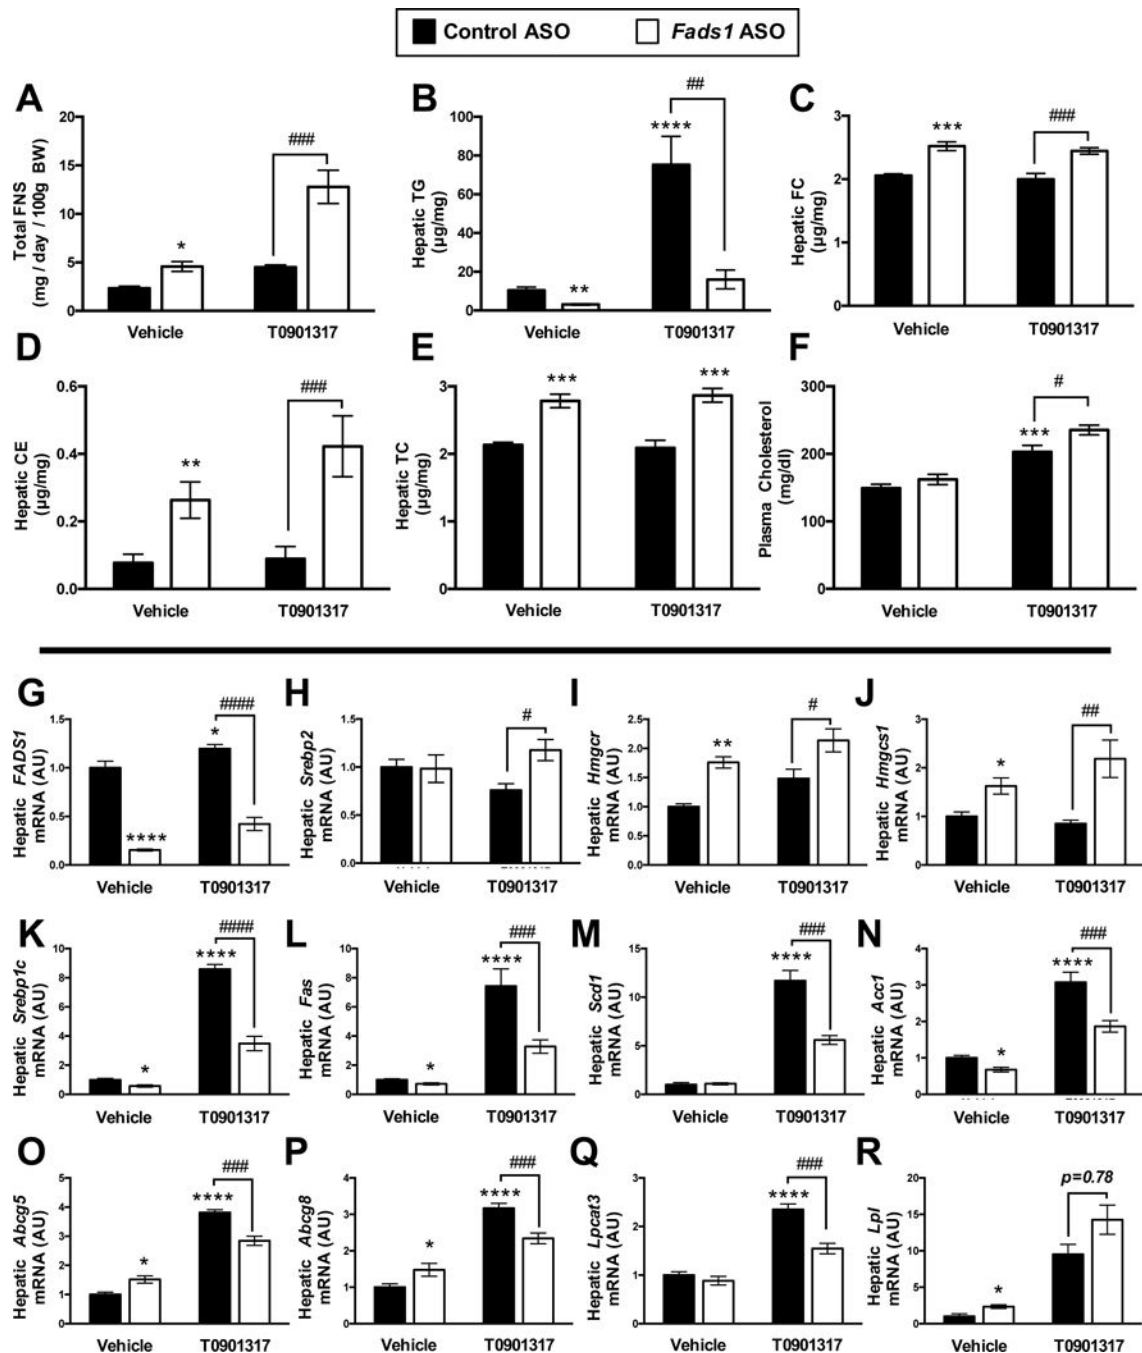 Control ASO
Fads1 ASO
A
Total FNS
(mg / day / 100g BW)
20
15
10
5
0
*
###
Vehicle
T0901317
B
Hepatic TG
(µg/mg)
100
80
60
40
20
0
**
****
##
Vehicle
T0901317
C
Hepatic FC
(µg/mg)
3
2
1
0
***
###
Vehicle
T0901317
D
Hepatic CE
(µg/mg)
0.6
0.4
0.2
0.0
**
###
Vehicle
T0901317
E
Hepatic TC
(µg/mg)
3
2
1
0
***
***
Vehicle
T0901317
F
Plasma Cholesterol
(mg/dl)
300
200
100
0
***
#
Vehicle
T0901317
G
Hepatic FADS1
mRNA (AU)
1.5
1.0
0.5
0.0
****
*
####
Vehicle
T0901317
H
Hepatic Srebp2
mRNA (AU)
1.5
1.0
0.5
0.0
#
I
Hepatic Hmgcr
mRNA (AU)
2.5
2.0
1.5
1.0
0.5
0.0
**
#
Vehicle
T0901317
J
Hepatic Hmgcs1
mRNA (AU)
3
2
1
0
*
##
Vehicle
T0901317
K
Hepatic Srebp1c
mRNA (AU)
10
8
6
4
2
0
*
****
####
Vehicle
T0901317
L
Hepatic Fas
mRNA (AU)
10
8
6
4
2
0
*
****
###
Vehicle
T0901317
M
Hepatic Scd1
mRNA (AU)
15
10
5
0
****
###
Vehicle
T0901317
N
Hepatic Acc1
mRNA (AU)
4
3
2
1
0
*
****
###
O
Hepatic Abcg5
mRNA (AU)
5
4
3
2
1
0
*
****
###
Vehicle
T0901317
P
Hepatic Abcg8
mRNA (AU)
4
3
2
1
0
*
****
###
Vehicle
T0901317
Q
Hepatic Lpcat3
mRNA (AU)
3
2
1
0
****
###
Vehicle
T0901317
R
Hepatic Lpl
mRNA (AU)
20
15
10
5
0
*
p=0.78
Vehicle
T0901317